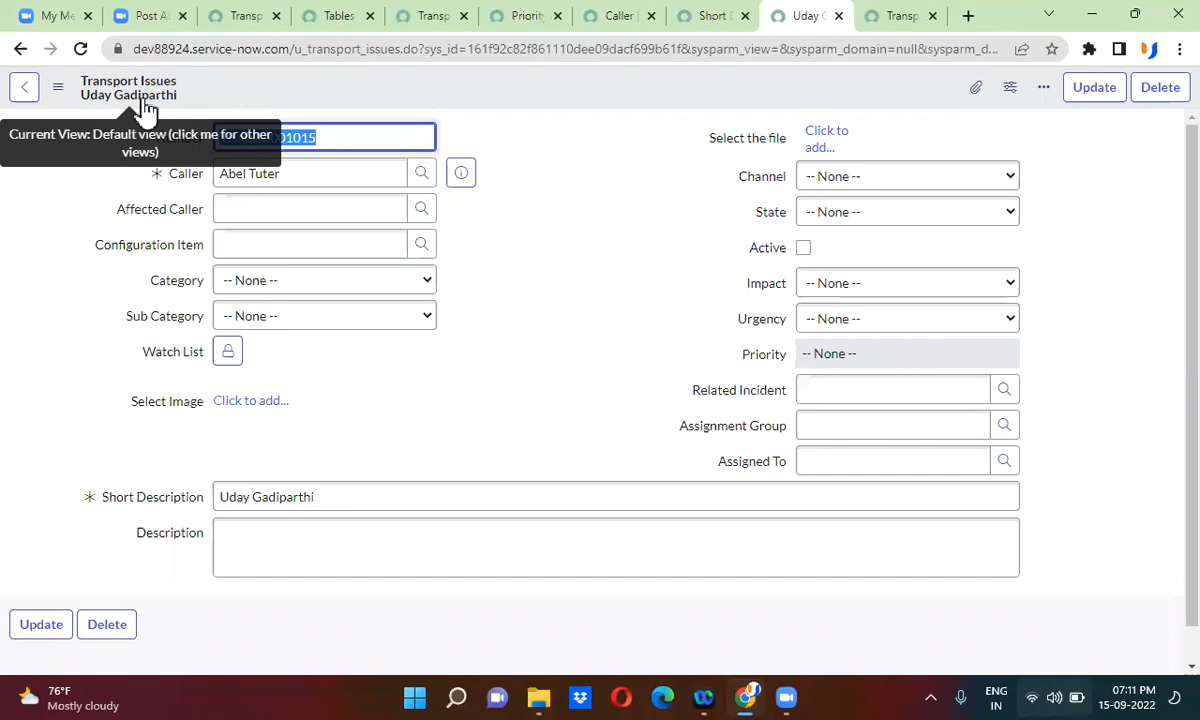 My Me
Post A
Transp
Tables
Transp
Priorit
Caller |
Short D
Uday G
Transp
dev88924.service-now.com/u_transport_issues.do?sys_id=161f92c82f861110dee09dacf699b61f&sysparm_view=&sysparm_domain=null&sysparm_d...
Transport Issues
Uday Gadiparthi
Update
Delete
Current View: Default view (click me for other
views)
001015
Caller
Abel Tuter
Affected Caller
Configuration Item
Category
-- None --
Sub Category
-- None --
Watch List
Select Image
Click to add...
Select the file
Click to
add...
Channel
-- None --
State
-- None --
Active
Impact
-- None --
Urgency
-- None --
Priority
-- None --
Related Incident
Assignment Group
Assigned To
Short Description
Uday Gadiparthi
Description
Update
Delete
76°F
Mostly cloudy
ENG
IN
07:11 PM
15-09-2022